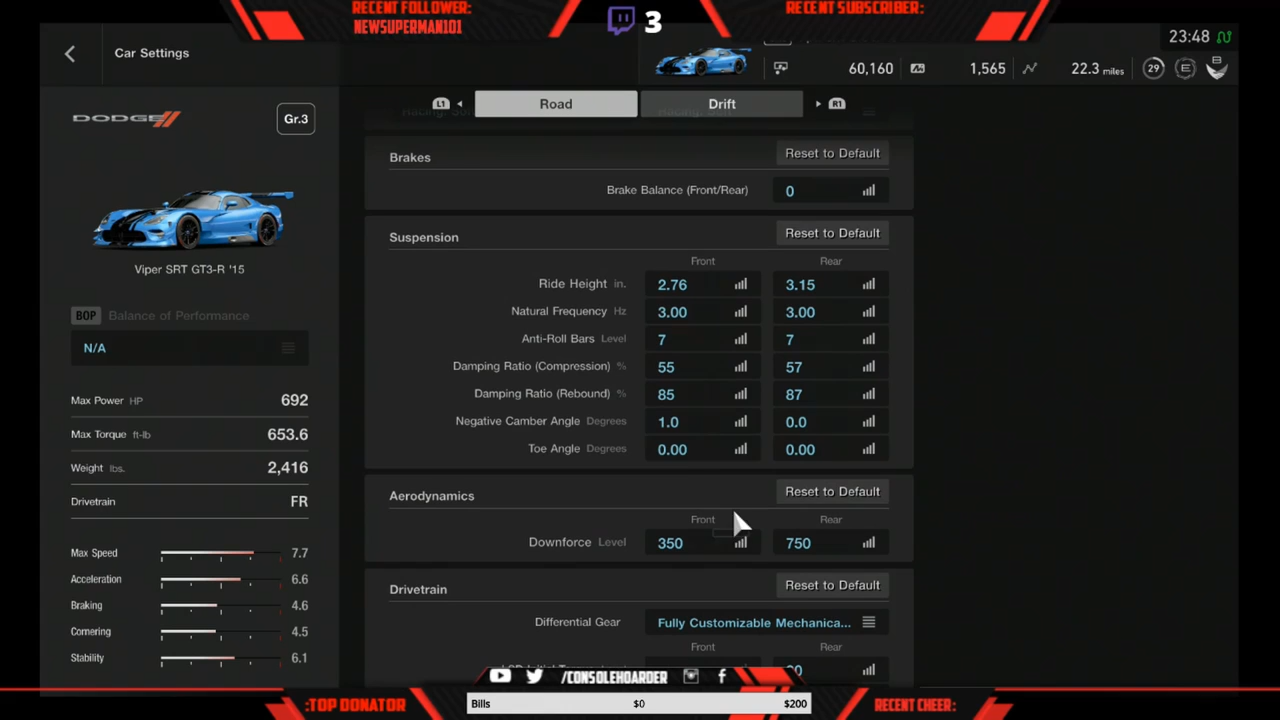 RECENT FOLLOWER:
NEWSUPERMAN101
3
RECENT SUBSCRIBER:
Car Settings
60,160
1,565
22.3 miles
23:48
29
E
B
L1
Road
Drift
R1
DODGE
Gr.3
Viper SRT GT3-R '15
BOP Balance of Performance
N/A
Max Power HP 692
Max Torque ft-lb 653.6
Weight lbs. 2,416
Drivetrain FR
Max Speed 7.7
Acceleration 6.6
Braking 4.6
Cornering 4.5
Stability 6.1
Brakes Reset to Default
Brake Balance (Front/Rear) 0
Suspension Reset to Default
Front Rear
Ride Height in. 2.76 3.15
Natural Frequency Hz 3.00 3.00
Anti-Roll Bars Level 7 7
Damping Ratio (Compression) % 55 57
Damping Ratio (Rebound) % 85 87
Negative Camber Angle Degrees 1.0 0.0
Toe Angle Degrees 0.00 0.00
Aerodynamics Reset to Default
Front Rear
Downforce Level 350 750
Drivetrain Reset to Default
Differential Gear Fully Customizable Mechanica...
Front Rear
/CONSOLEHOARDER
:TOP DONATOR
Bills $0 $200
RECENT CHEER: